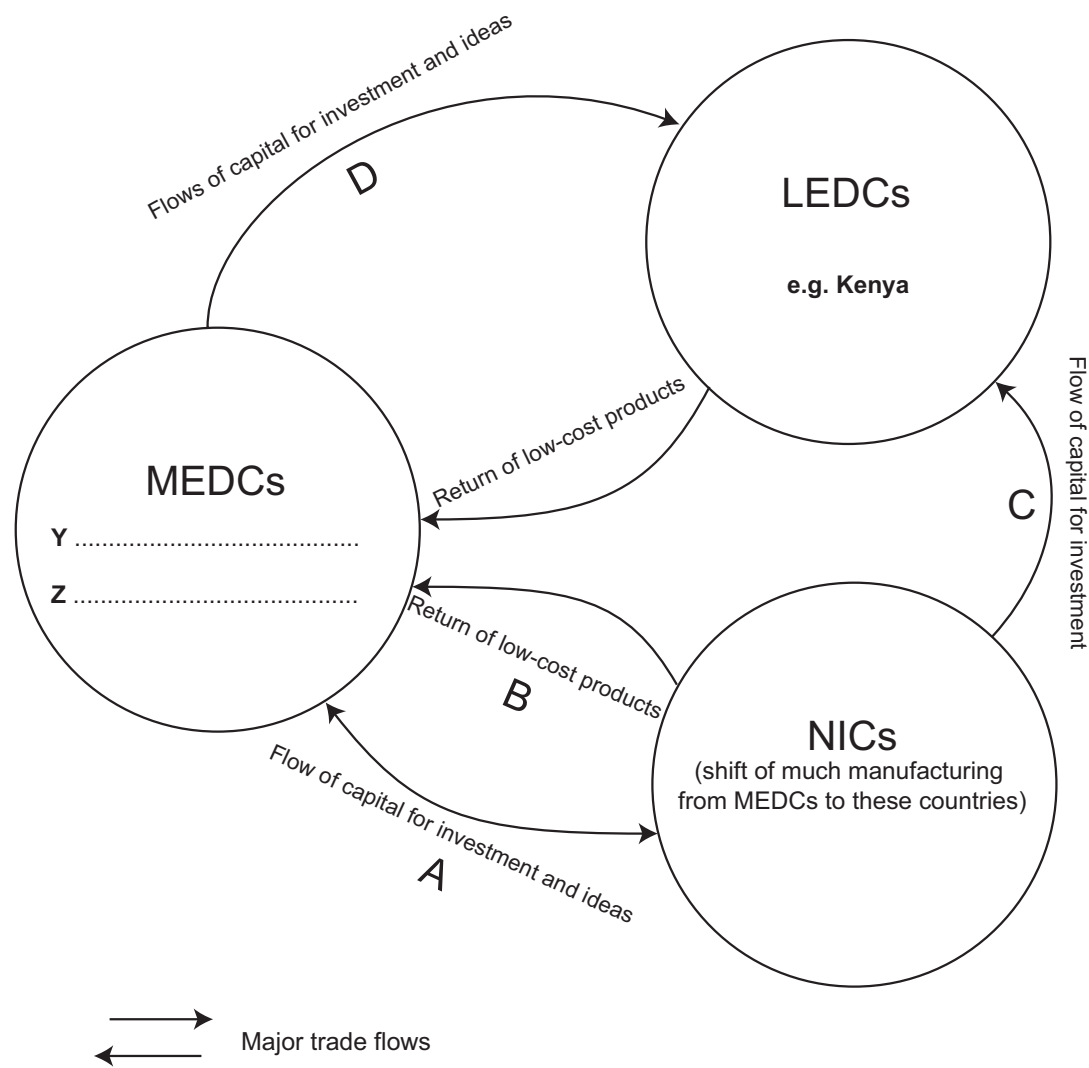 Flows of capital for investment and ideas
D
LEDCs
e.g. Kenya
Return of low-cost products
Flow of capital for investment
C
MEDCs
Y ..........................................
Z ..........................................
Return of low-cost products
B
NICs
(shift of much manufacturing
from MEDCs to these countries)
Flow of capital for investment and ideas
A
Major trade flows